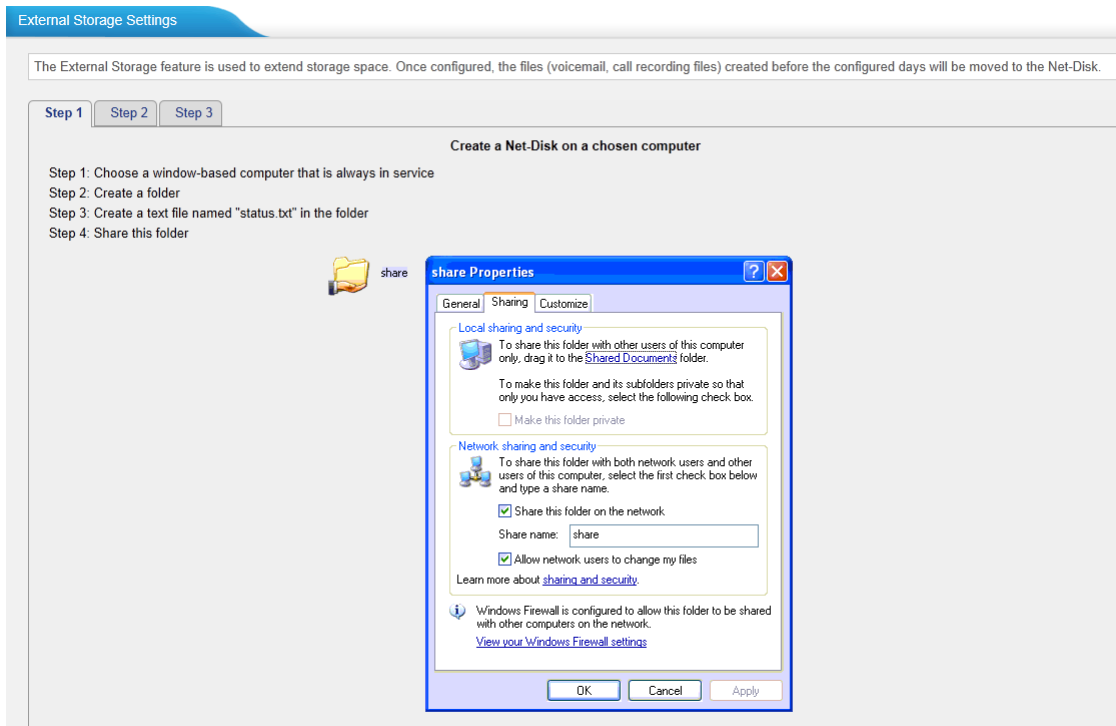 External Storage Settings
The External Storage feature is used to extend storage space. Once configured, the files (voicemail, call recording files) created before the configured days will be moved to the Net-Disk.
Step 1 Step 2 Step 3
Create a Net-Disk on a chosen computer
Step 1: Choose a window-based computer that is always in service
Step 2: Create a folder
Step 3: Create a text file named "status.txt" in the folder
Step 4: Share this folder
share
share Properties
General Sharing Customize
Local sharing and security
To share this folder with other users of this computer
only, drag it to the Shared Documents folder.
To make this folder and its subfolders private so that
only you have access, select the following check box.
Make this folder private
Network sharing and security
To share this folder with both network users and other
users of this computer, select the first check box below
and type a share name.
Share this folder on the network
Share name: share
Allow network users to change my files
Learn more about sharing and security.
Windows Firewall is configured to allow this folder to be shared
with other computers on the network.
View your Windows Firewall settings
OK Cancel Apply